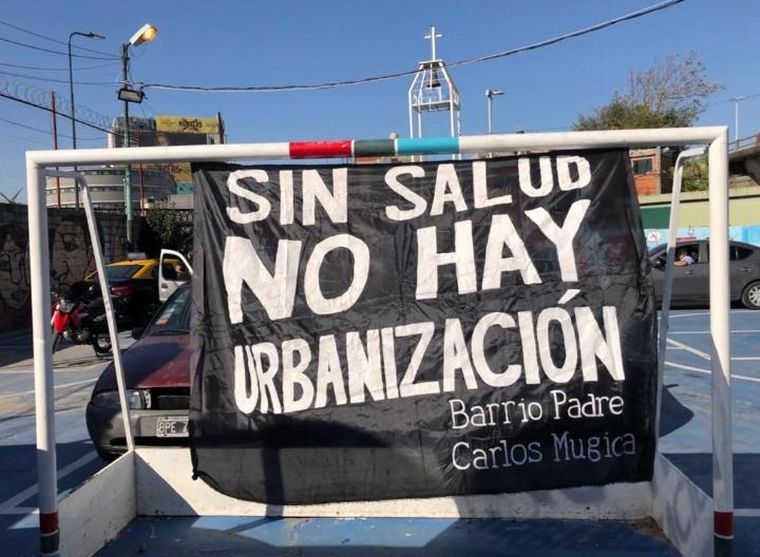 SIN SALUD
NO HAY
URBANIZACIÓN
Barrio Padre
Carlos Mugica